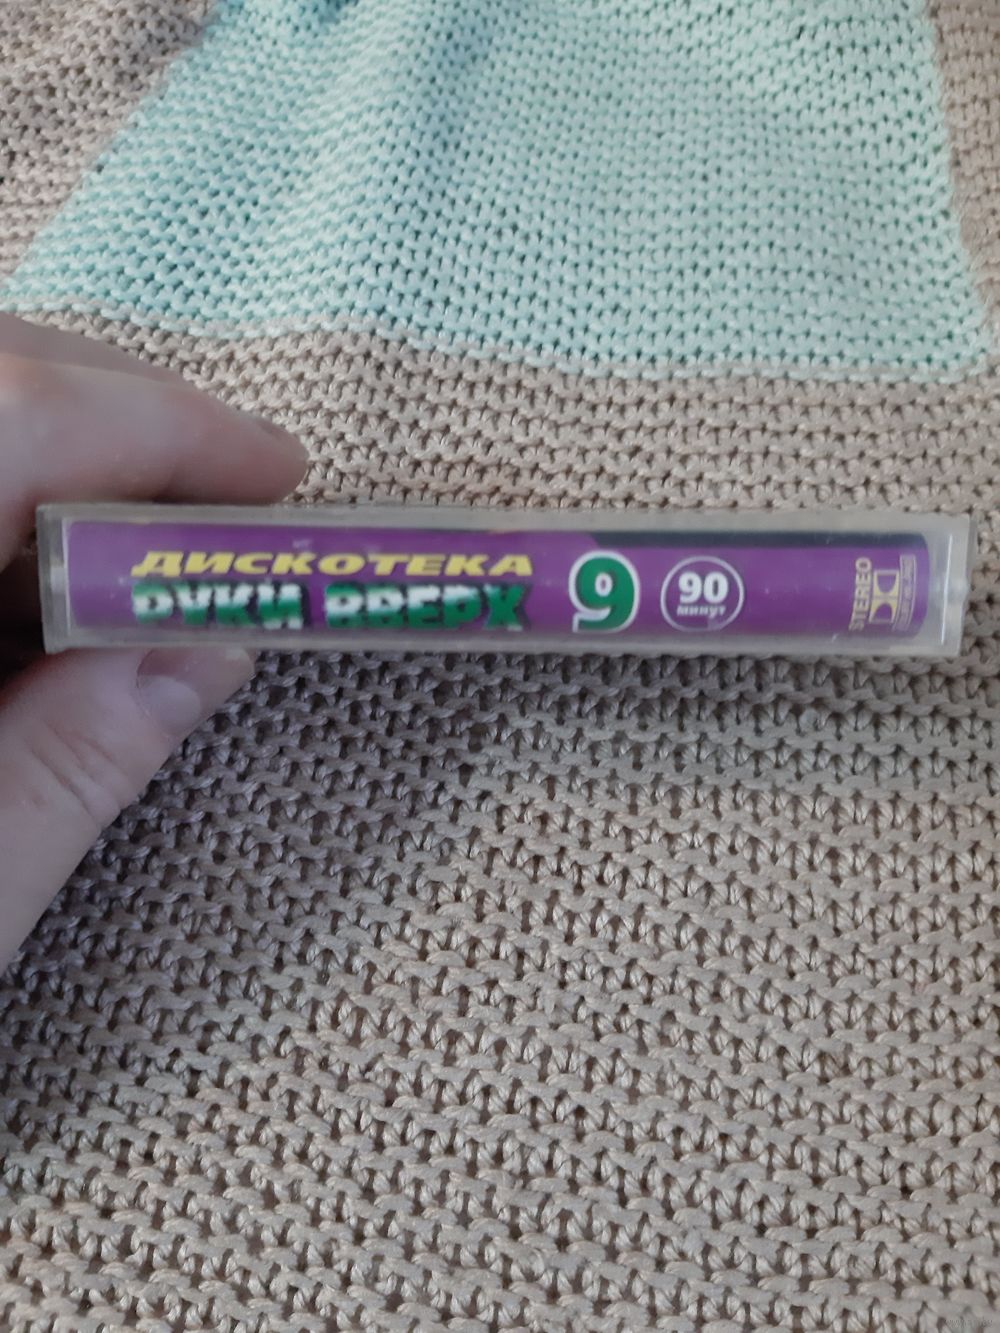 ДИСКОТЕКА
РУКИ ВВЕРХ
9
90
минут
STEREO